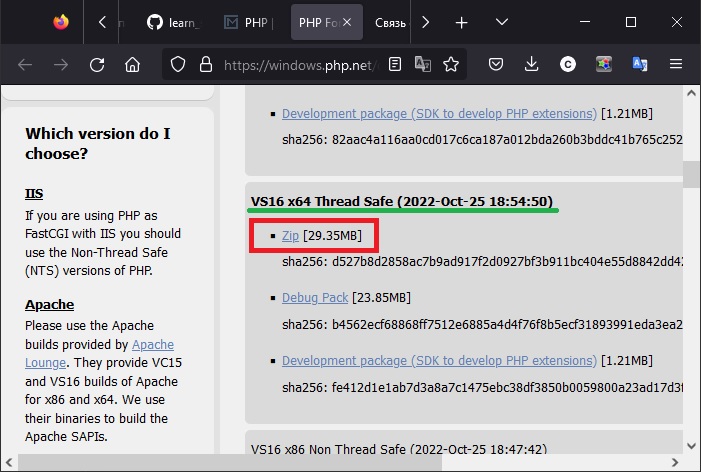 learn_
PHP |
PHP For
Связь
https://windows.php.net/
Which version do I
choose?
IIS
If you are using PHP as
FastCGI with IIS you should
use the Non-Thread Safe
(NTS) versions of PHP.
Apache
Please use the Apache
builds provided by Apache
Lounge. They provide VC15
and VS16 builds of Apache
for x86 and x64. We use
their binaries to build the
Apache SAPIs.
Development package (SDK to develop PHP extensions) [1.21MB]
sha256: 82aac4a116aa0cd017c6ca187a012bda260b3bddc41b765c252
VS16 x64 Thread Safe (2022-Oct-25 18:54:50)
Zip [29.35MB]
sha256: d527b8d2858ac7b9ad917f2d0927bf3b911bc404e55d8842dd42
Debug Pack [23.85MB]
sha256: b4562ecf68868ff7512e6885a4d4f76f8b5ecf31893991eda3ea2
Development package (SDK to develop PHP extensions) [1.21MB]
sha256: fe412d1e1ab7d3a8a7c1475ebc38df3850b0059800a23ad17d3f
VS16 x86 Non Thread Safe (2022-Oct-25 18:47:42)